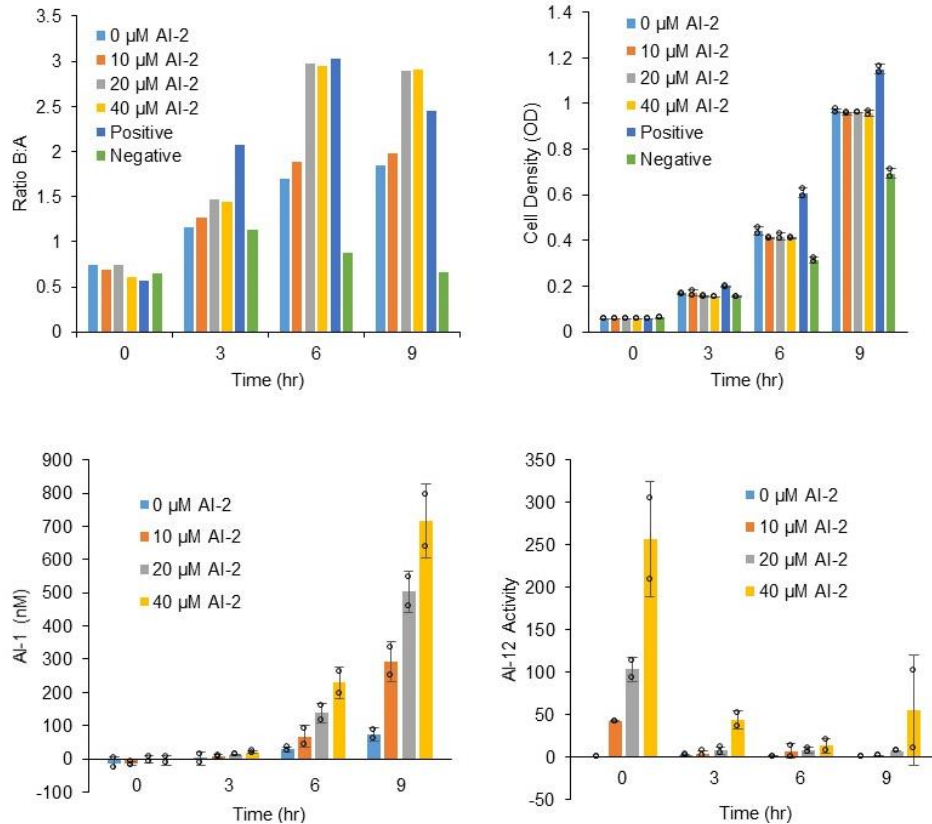 3.5
3
2.5
2
1.5
1
0.5
0
Ratio B:A
0 µM AI-2
10 µM AI-2
20 µM AI-2
40 µM AI-2
Positive
Negative
0 3 6 9
Time (hr)
1.4
1.2
1
0.8
0.6
0.4
0.2
0
Cell Density (OD)
0 µM AI-2
10 µM AI-2
20 µM AI-2
40 µM AI-2
Positive
Negative
0 3 6 9
Time (hr)
900
800
700
600
500
400
300
200
100
0
-100
AI-1 (nM)
0 µM AI-2
10 µM AI-2
20 µM AI-2
40 µM AI-2
0 3 6 9
Time (hr)
350
300
250
200
150
100
50
0
-50
AI-12 Activity
0 µM AI-2
10 µM AI-2
20 µM AI-2
40 µM AI-2
0 3 6 9
Time (hr)